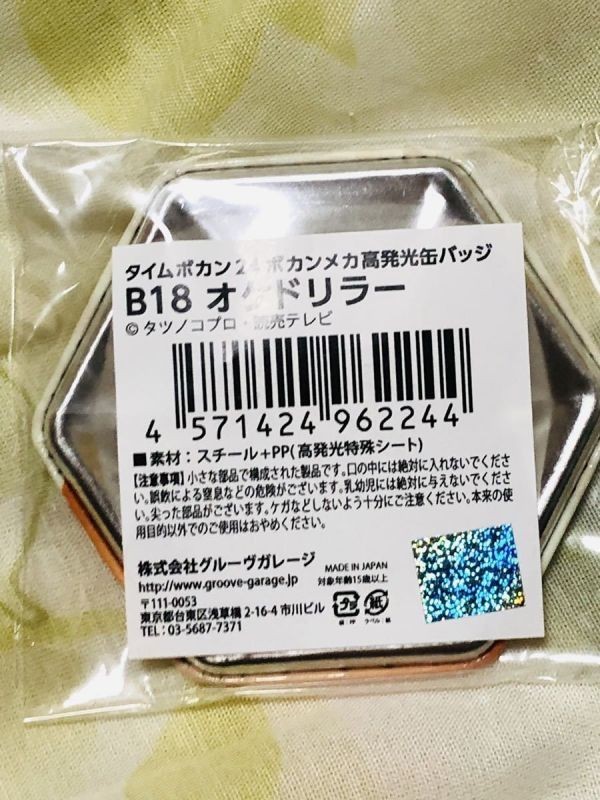 タイムボカン24 ボカンメカ高発光缶バッジ
B18 オケドリラー
© タツノコプロ・読売テレビ
4 571424 962244
■素材：スチール+PP(高発光特殊シート)
【注意事項】小さな部品で構成された製品です。口の中には絶対に入れないでくださ
い。誤飲による窒息などの危険がございます。乳幼児には絶対に与えないでくださ
い。尖った部品がございます。ケガなどしないよう十分にご注意ください。本来の使
用目的以外でのご使用はおやめください。
株式会社グルーヴガレージ
http://www.groove-garage.jp
〒111-0053
東京都台東区浅草橋 2-16-4 市川ビル
TEL：03-5687-7371
MADE IN JAPAN
対象年齢15歳以上
プラ 紙
袋：PP ラベル：紙